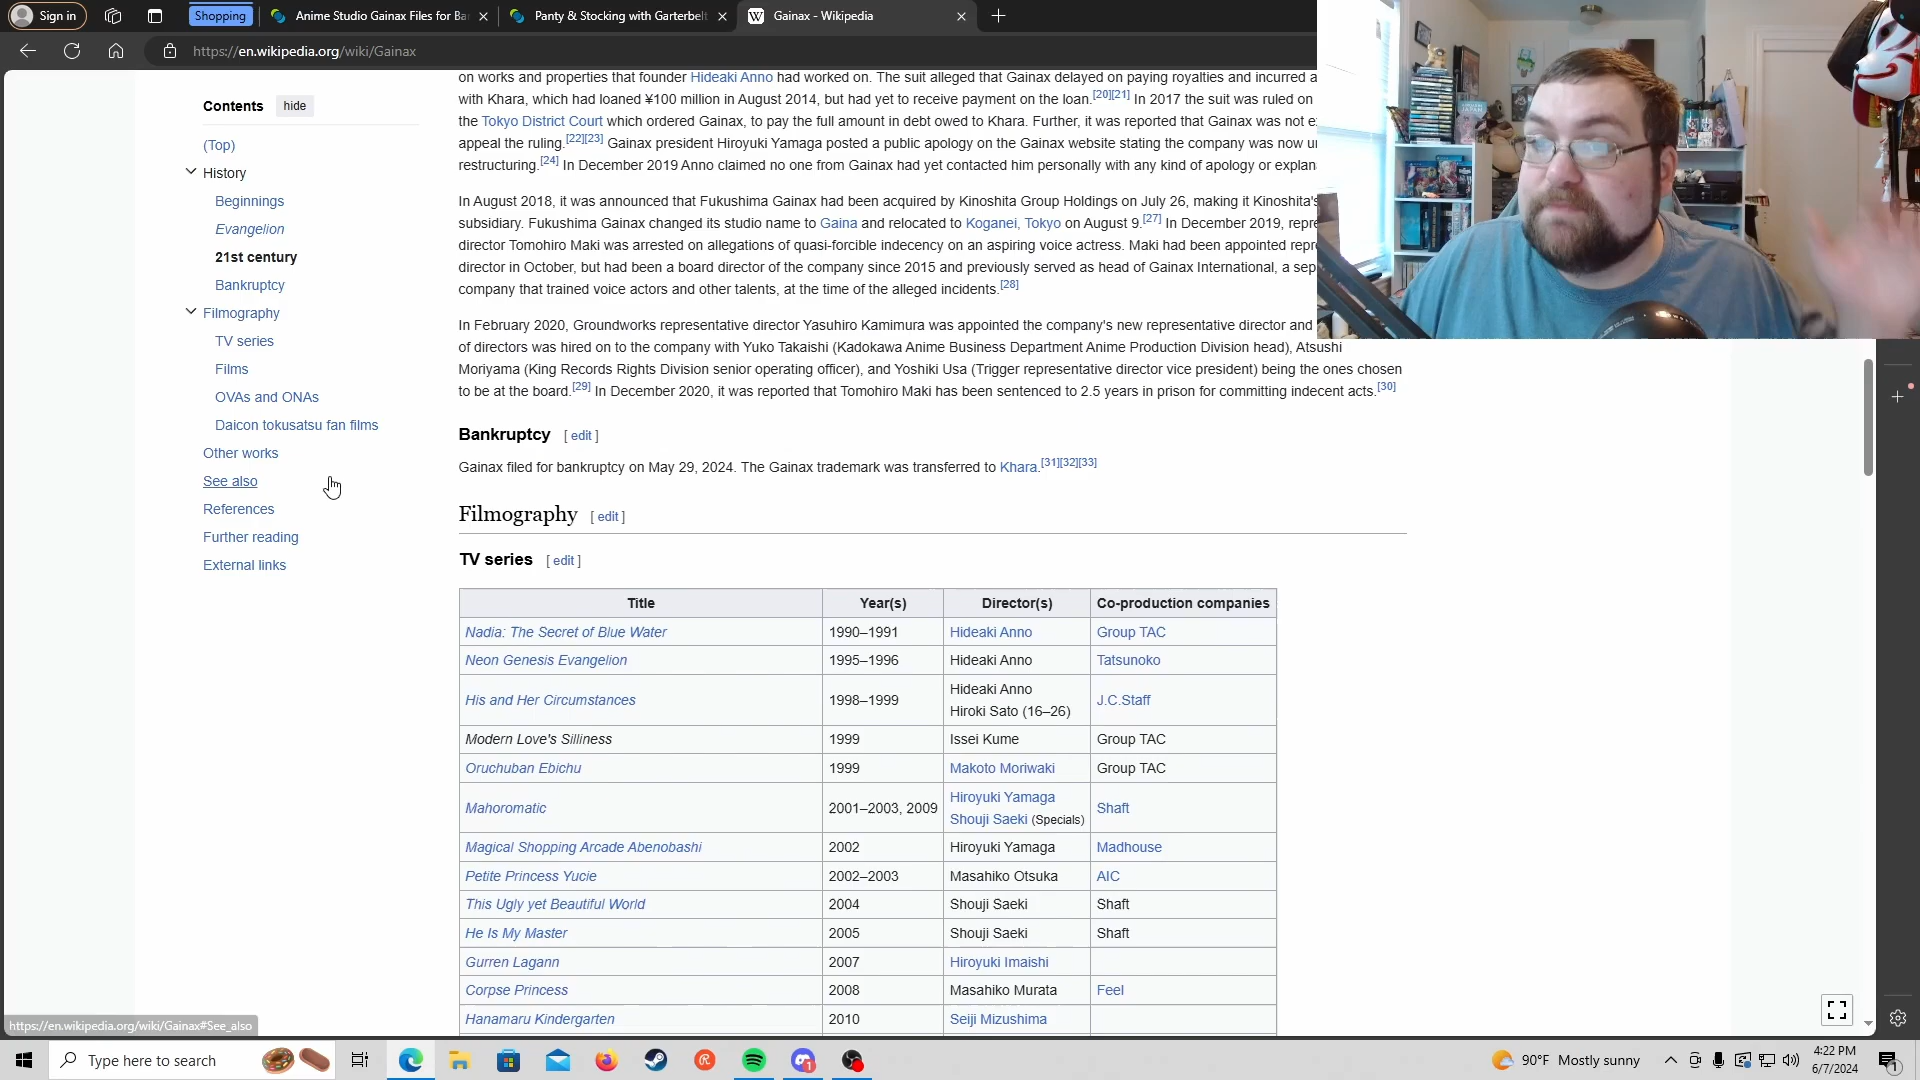 Sign in
Shopping
Anime Studio Gainax Files for Ba
Panty & Stocking with Garterbelt
Gainax - Wikipedia
https://en.wikipedia.org/wiki/Gainax
on works and properties that founder Hideaki Anno had worked on. The suit alleged that Gainax delayed on paying royalties and incurred a
with Khara, which had loaned ¥100 million in August 2014, but had yet to receive payment on the loan.[20][21] In 2017 the suit was ruled on
the Tokyo District Court which ordered Gainax, to pay the full amount in debt owed to Khara. Further, it was reported that Gainax was not e
appeal the ruling.[22][23] Gainax president Hiroyuki Yamaga posted a public apology on the Gainax website stating the company was now u
restructuring.[24] In December 2019 Anno claimed no one from Gainax had yet contacted him personally with any kind of apology or explan
In August 2018, it was announced that Fukushima Gainax had been acquired by Kinoshita Group Holdings on July 26, making it Kinoshita's
subsidiary. Fukushima Gainax changed its studio name to Gaina and relocated to Koganei, Tokyo on August 9.[27] In December 2019, repre
director Tomohiro Maki was arrested on allegations of quasi-forcible indecency on an aspiring voice actress. Maki had been appointed repr
director in October, but had been a board director of the company since 2015 and previously served as head of Gainax International, a sep
company that trained voice actors and other talents, at the time of the alleged incidents.[28]
In February 2020, Groundworks representative director Yasuhiro Kamimura was appointed the company's new representative director and
of directors was hired on to the company with Yuko Takaishi (Kadokawa Anime Business Department Anime Production Division head), Atsushi
Moriyama (King Records Rights Division senior operating officer), and Yoshiki Usa (Trigger representative director vice president) being the ones chosen
to be at the board.[29] In December 2020, it was reported that Tomohiro Maki has been sentenced to 2.5 years in prison for committing indecent acts.[30]
Contents hide
(Top)
History
Beginnings
Evangelion
21st century
Bankruptcy
Filmography
TV series
Films
OVAs and ONAs
Daicon tokusatsu fan films
Other works
See also
References
Further reading
External links
Bankruptcy [ edit ]
Gainax filed for bankruptcy on May 29, 2024. The Gainax trademark was transferred to Khara.[31][32][33]
Filmography [ edit ]
TV series [ edit ]
Title Year(s) Director(s) Co-production companies
Nadia: The Secret of Blue Water 1990–1991 Hideaki Anno Group TAC
Neon Genesis Evangelion 1995–1996 Hideaki Anno Tatsunoko
His and Her Circumstances 1998–1999 Hideaki Anno
Hiroki Sato (16–26) J.C.Staff
Modern Love's Silliness 1999 Issei Kume Group TAC
Oruchuban Ebichu 1999 Makoto Moriwaki Group TAC
Mahoromatic 2001–2003, 2009 Hiroyuki Yamaga
Shouji Saeki (Specials) Shaft
Magical Shopping Arcade Abenobashi 2002 Hiroyuki Yamaga Madhouse
Petite Princess Yucie 2002–2003 Masahiko Otsuka AIC
This Ugly yet Beautiful World 2004 Shouji Saeki Shaft
He Is My Master 2005 Shouji Saeki Shaft
Gurren Lagann 2007 Hiroyuki Imaishi
Corpse Princess 2008 Masahiko Murata Feel
Hanamaru Kindergarten 2010 Seiji Mizushima
https://en.wikipedia.org/wiki/Gainax#See_also
Type here to search
90°F Mostly sunny
4:22 PM
6/7/2024